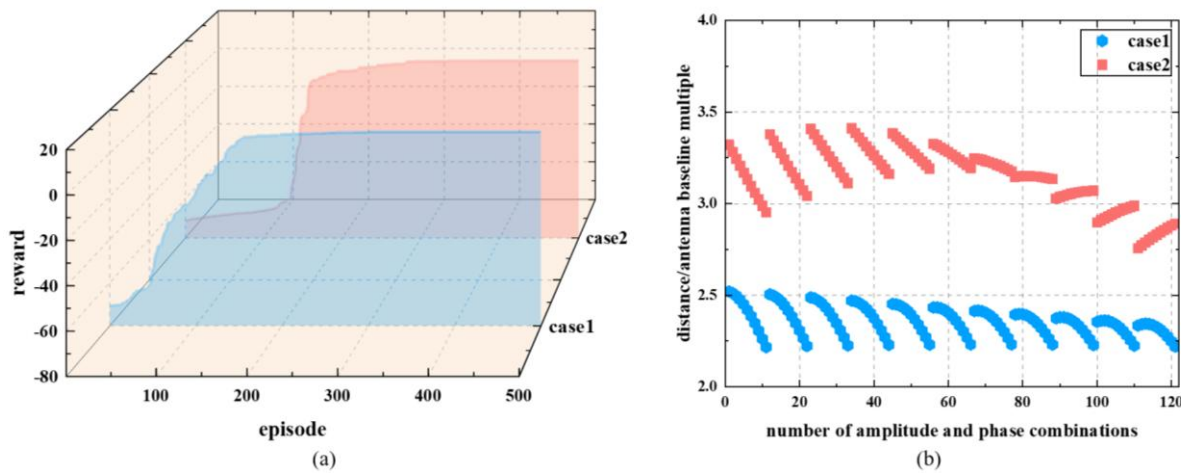 20
0
-20
-40
-60
-80
reward
100
200
300
400
500
episode
case1
case2
(a)
4.0
3.5
3.0
2.5
2.0
distance/antenna baseline multiple
0
20
40
60
80
100
120
number of amplitude and phase combinations
case1
case2
(b)